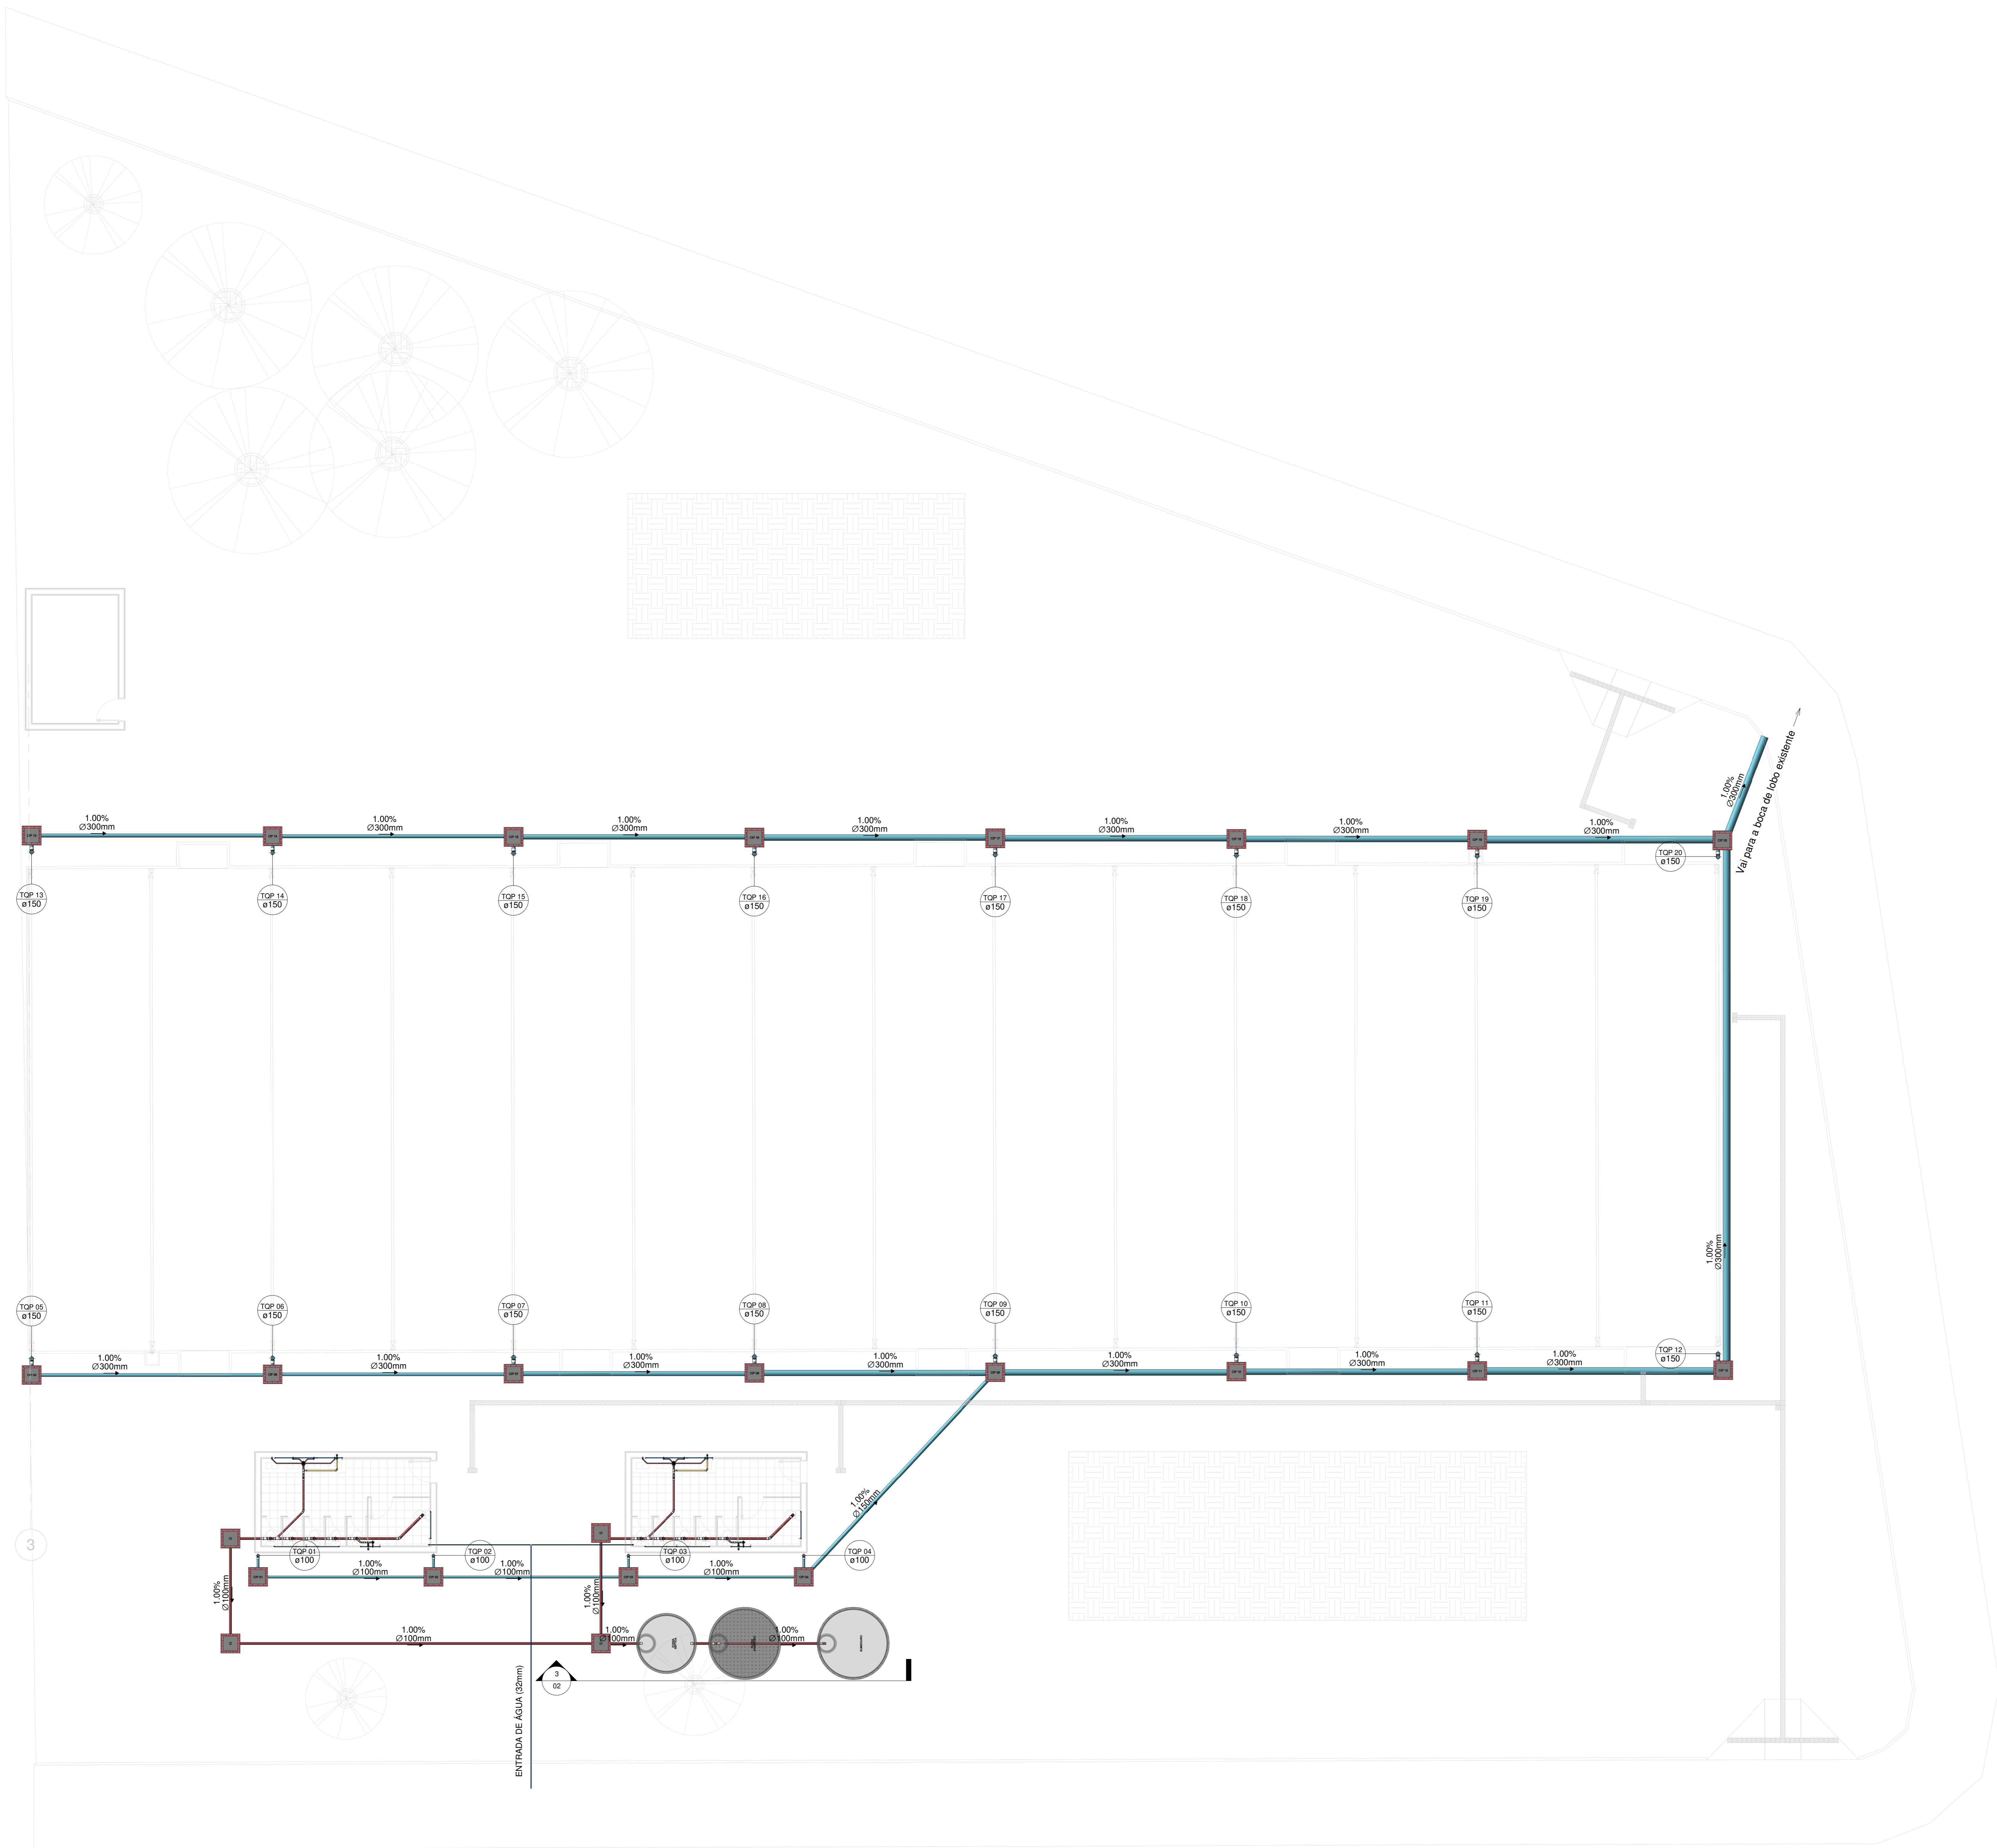 Vai para a boca de lobo existente
1.00%
Ø300mm
1.00%
Ø300mm
1.00%
Ø300mm
1.00%
Ø300mm
1.00%
Ø300mm
1.00%
Ø300mm
1.00%
Ø300mm
1.00%
Ø300mm
1.00%
Ø300mm
TQP 20
ø150
TQP 13
ø150
TQP 14
ø150
TQP 15
ø150
TQP 16
ø150
TQP 17
ø150
TQP 18
ø150
TQP 19
ø150
1.00%
Ø300mm
TQP 05
ø150
TQP 06
ø150
TQP 07
ø150
TQP 08
ø150
TQP 09
ø150
TQP 10
ø150
TQP 11
ø150
TQP 12
ø150
1.00%
Ø300mm
1.00%
Ø300mm
1.00%
Ø300mm
1.00%
Ø300mm
1.00%
Ø300mm
1.00%
Ø300mm
1.00%
Ø300mm
1.00%
Ø150mm
3
TQP 01
ø100
TQP 02
ø100
TQP 03
ø100
TQP 04
ø100
1.00%
Ø100mm
1.00%
Ø100mm
1.00%
Ø100mm
1.00%
Ø100mm
1.00%
Ø100mm
1.00%
Ø100mm
1.00%
Ø100mm
1.00%
Ø100mm
3
02
ENTRADA DE ÁGUA (32mm)